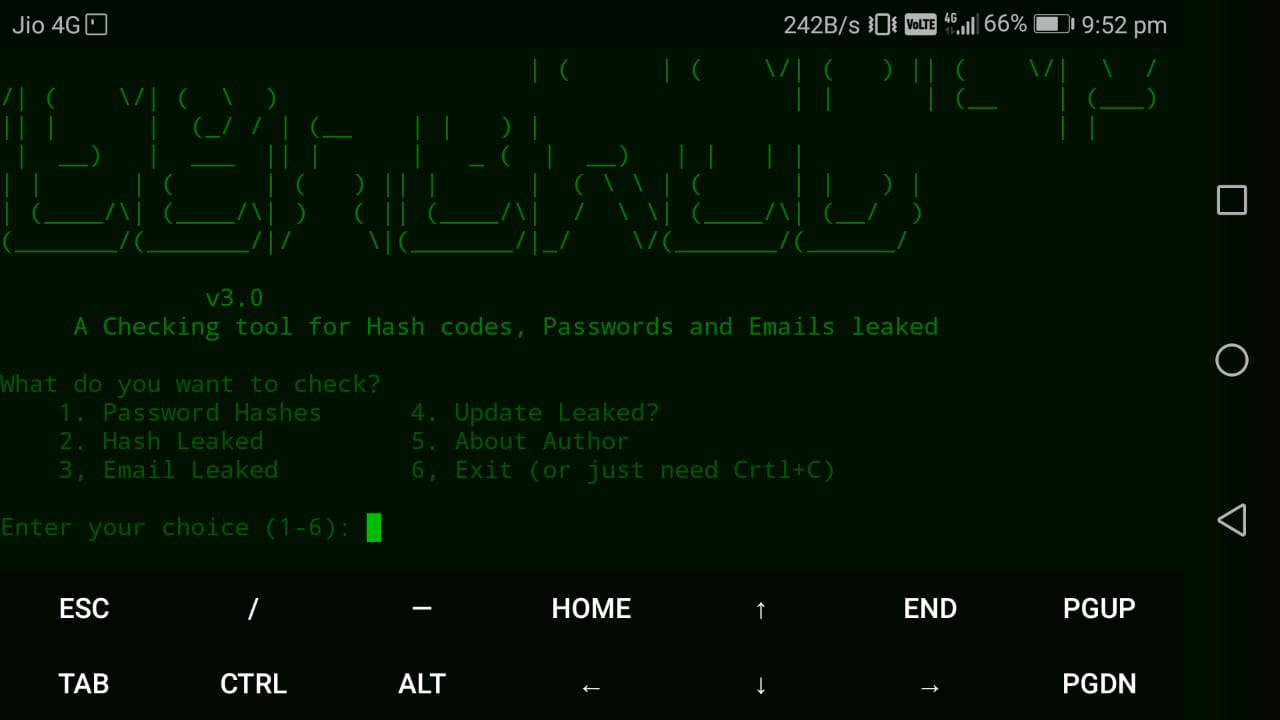 Jio 4G 242B/s VoLTE 4G 66% 9:52 pm
v3.0
A Checking tool for Hash codes, Passwords and Emails leaked
What do you want to check?
1. Password Hashes 4. Update Leaked?
2. Hash Leaked 5. About Author
3, Email Leaked 6, Exit (or just need Crtl+C)
Enter your choice (1-6):
ESC / — HOME ↑ END PGUP
TAB CTRL ALT ← ↓ → PGDN